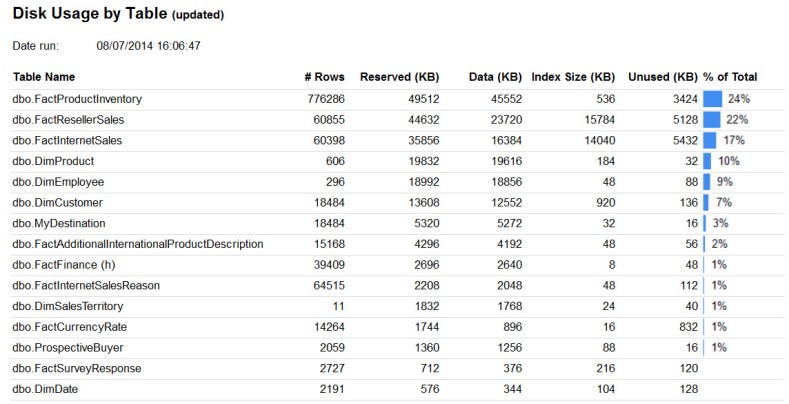 Disk Usage by Table (updated)
Date run: 08/07/2014 16:06:47
Table Name # Rows Reserved (KB) Data (KB) Index Size (KB) Unused (KB) % of Total
dbo.FactProductInventory 776286 49512 45552 536 3424 24%
dbo.FactResellerSales 60855 44632 23720 15784 5128 22%
dbo.FactInternetSales 60398 35856 16384 14040 5432 17%
dbo.DimProduct 606 19832 19616 184 32 10%
dbo.DimEmployee 296 18992 18856 48 88 9%
dbo.DimCustomer 18484 13608 12552 920 136 7%
dbo.MyDestination 18484 5320 5272 32 16 3%
dbo.FactAdditionalInternationalProductDescription 15168 4296 4192 48 56 2%
dbo.FactFinance (h) 39409 2696 2640 8 48 1%
dbo.FactInternetSalesReason 64515 2208 2048 48 112 1%
dbo.DimSalesTerritory 11 1832 1768 24 40 1%
dbo.FactCurrencyRate 14264 1744 896 16 832 1%
dbo.ProspectiveBuyer 2059 1360 1256 88 16 1%
dbo.FactSurveyResponse 2727 712 376 216 120
dbo.DimDate 2191 576 344 104 128